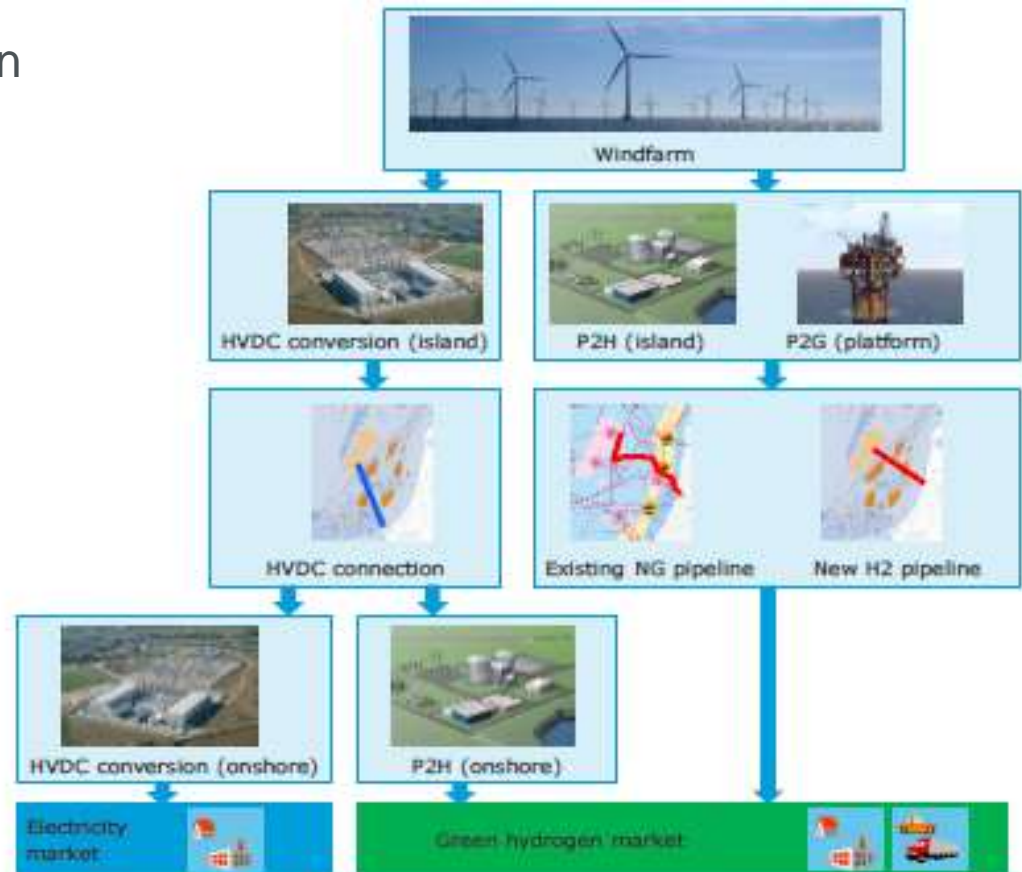 n
Windfarm
HVDC conversion (island)
P2H (island)
P2G (platform)
HVDC connection
Existing NG pipeline
New H2 pipeline
HVDC conversion (onshore)
P2H (onshore)
Electricity
market
Green hydrogen market